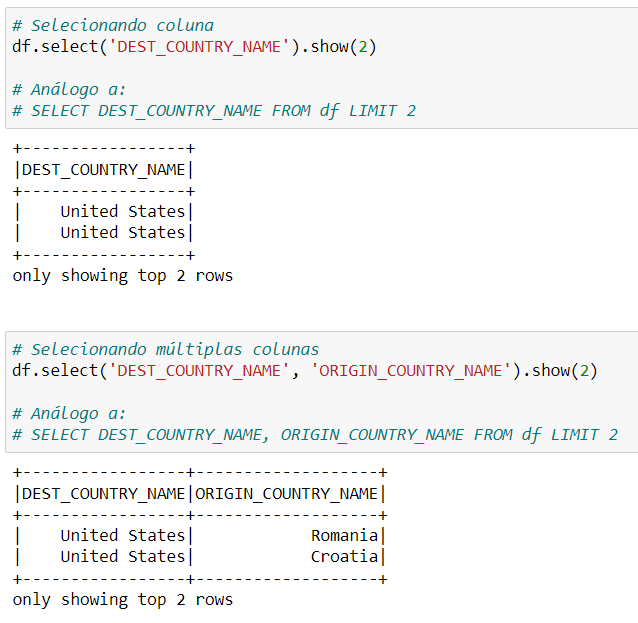 # Selecionando coluna
df.select('DEST_COUNTRY_NAME').show(2)
# Análogo a:
# SELECT DEST_COUNTRY_NAME FROM df LIMIT 2
+-----------------+
|DEST_COUNTRY_NAME|
+-----------------+
|    United States|
|    United States|
+-----------------+
only showing top 2 rows
# Selecionando múltiplas colunas
df.select('DEST_COUNTRY_NAME', 'ORIGIN_COUNTRY_NAME').show(2)
# Análogo a:
# SELECT DEST_COUNTRY_NAME, ORIGIN_COUNTRY_NAME FROM df LIMIT 2
+-----------------+-------------------+
|DEST_COUNTRY_NAME|ORIGIN_COUNTRY_NAME|
+-----------------+-------------------+
|    United States|            Romania|
|    United States|            Croatia|
+-----------------+-------------------+
only showing top 2 rows